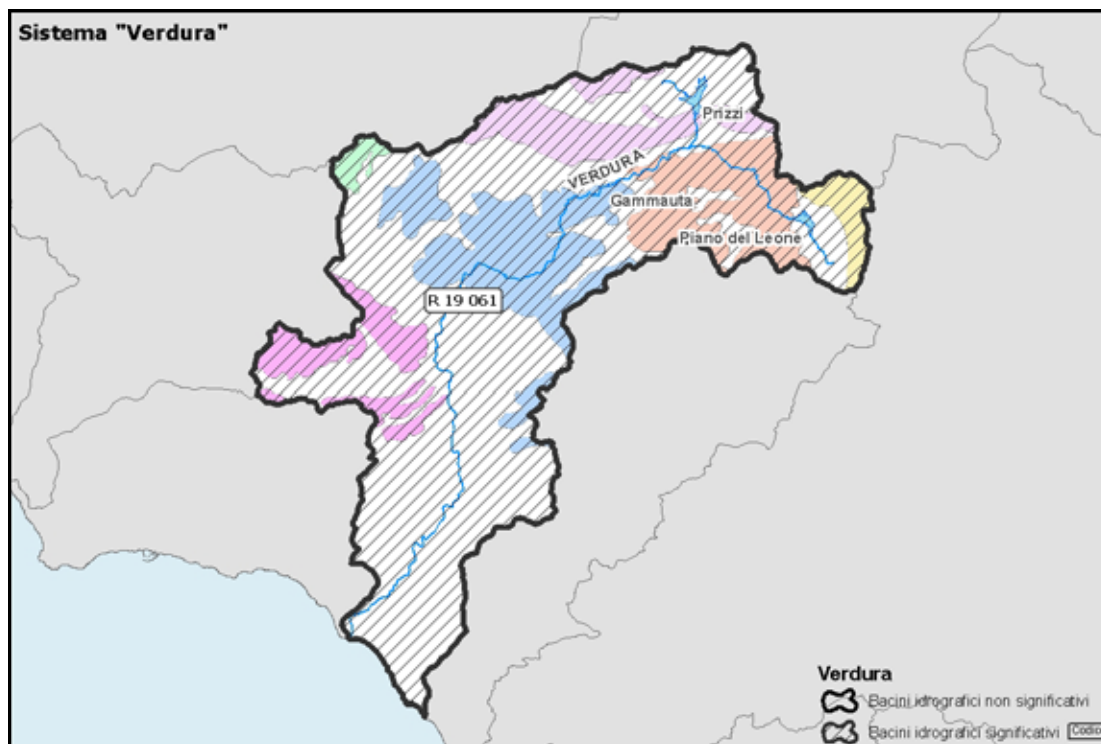 Sistema "Verdura"
Prizzi
VERDURA
Gammauta
Piano del Leone
R 19 061
Verdura
Bacini idrografici non significativi
Bacini idrografici significativi